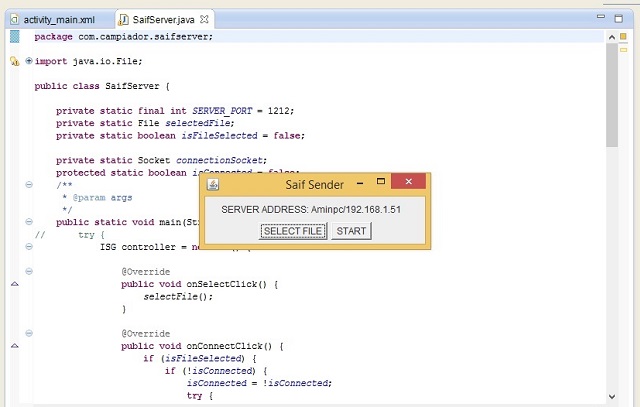 activity_main.xml SaifServer.java
package com.campiador.saifserver;
import java.io.File;
public class SaifServer {
private static final int SERVER_PORT = 1212;
private static File selectedFile;
private static boolean isFileSelected = false;
private static Socket connectionSocket;
protected static boolean isConnected = false;
/**
* @param args
*/
public static void main(St
// try {
ISG controller = ne
@Override
public void onSelectClick() {
selectFile();
}
@Override
public void onConnectClick() {
if (isFileSelected) {
if (!isConnected) {
isConnected = !isConnected;
try {
Saif Sender
SERVER ADDRESS: Aminpc/192.168.1.51
SELECT FILE START